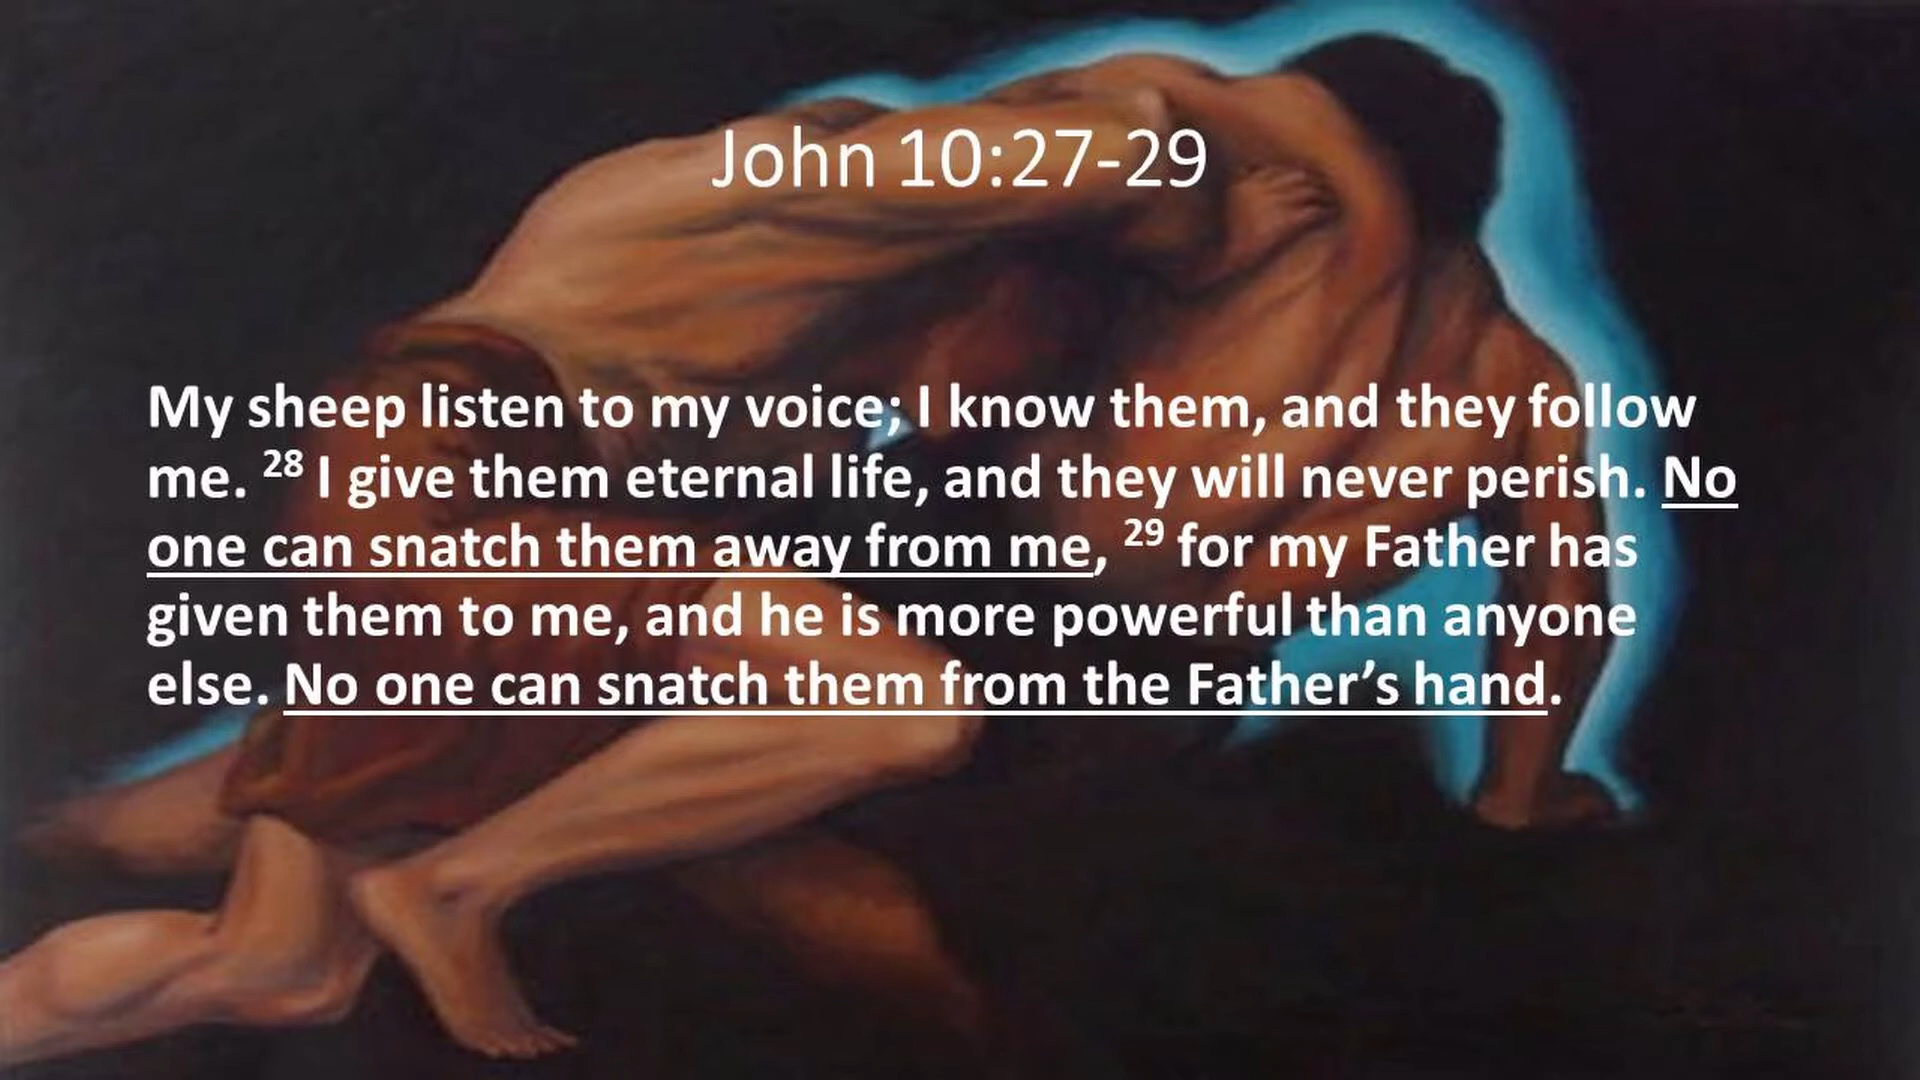 John 10:27-29
My sheep listen to my voice; I know them, and they follow
me. 28 I give them eternal life, and they will never perish. No
one can snatch them away from me, 29 for my Father has
given them to me, and he is more powerful than anyone
else. No one can snatch them from the Father’s hand.